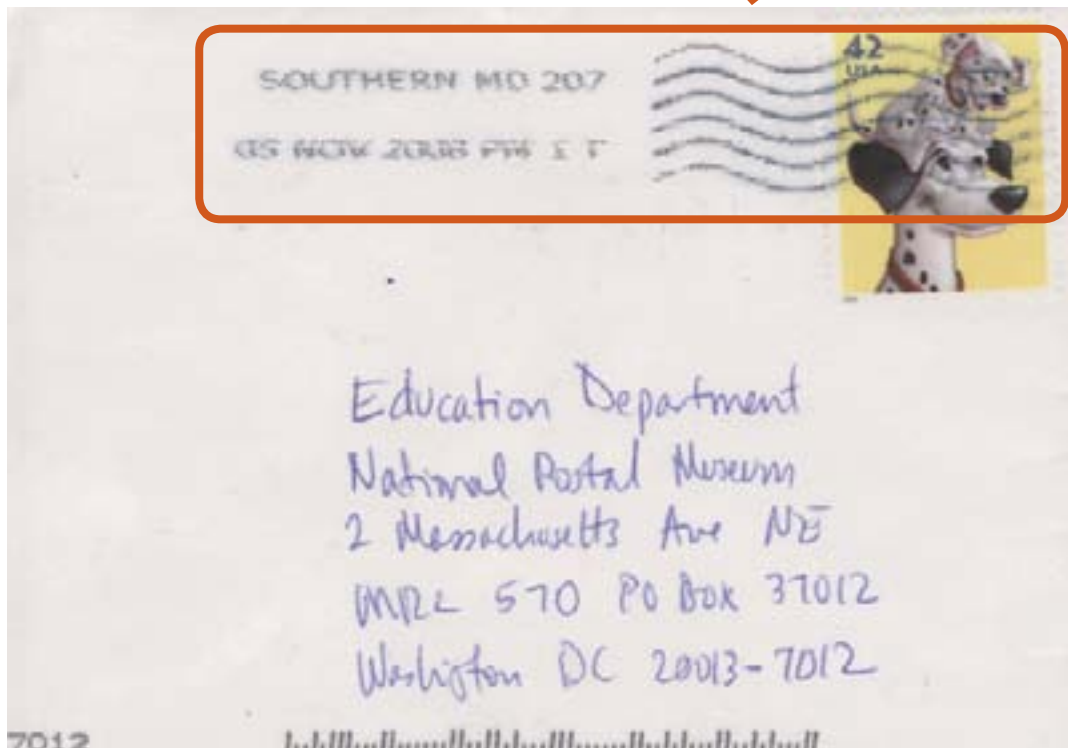 SOUTHERN MD 207
42
USA
05 NOV 2008 PM 1 T
Education Department
National Postal Museum
2 Massachusetts Ave NE
MRC 570 PO Box 37012
Washigton DC 20013-7012
7012